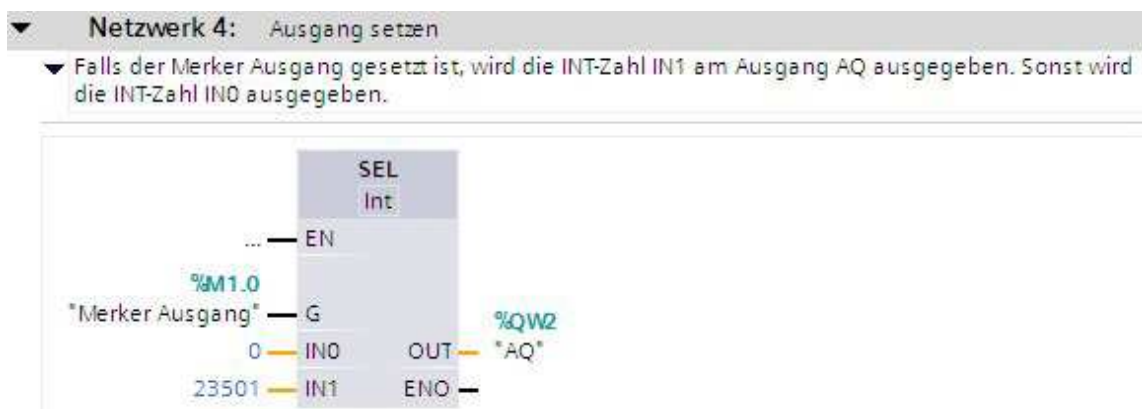 Netzwerk 4: Ausgang setzen
Falls der Merker Ausgang gesetzt ist, wird die INT-Zahl IN1 am Ausgang AQ ausgegeben. Sonst wird
die INT-Zahl IN0 ausgegeben.
SEL
Int
... EN
%M1.0
"Merker Ausgang" G
%QW2
0 IN0 OUT "AQ"
23501 IN1 ENO